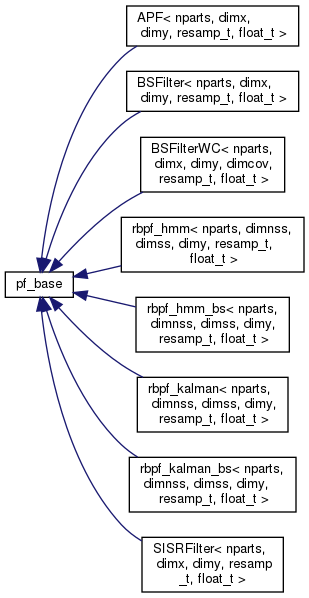 APF< nparts, dimx,
dimy, resamp_t, float_t >
BSFilter< nparts, dimx,
dimy, resamp_t, float_t >
BSFilterWC< nparts,
dimx, dimy, dimcov,
resamp_t, float_t >
rbpf_hmm< nparts, dimnss,
dimss, dimy, resamp_t,
float_t >
pf_base
rbpf_hmm_bs< nparts,
dimnss, dimss, dimy,
resamp_t, float_t >
rbpf_kalman< nparts,
dimnss, dimss, dimy,
resamp_t, float_t >
rbpf_kalman_bs< nparts,
dimnss, dimss, dimy,
resamp_t, float_t >
SISRFilter< nparts,
dimx, dimy, resamp
_t, float_t >